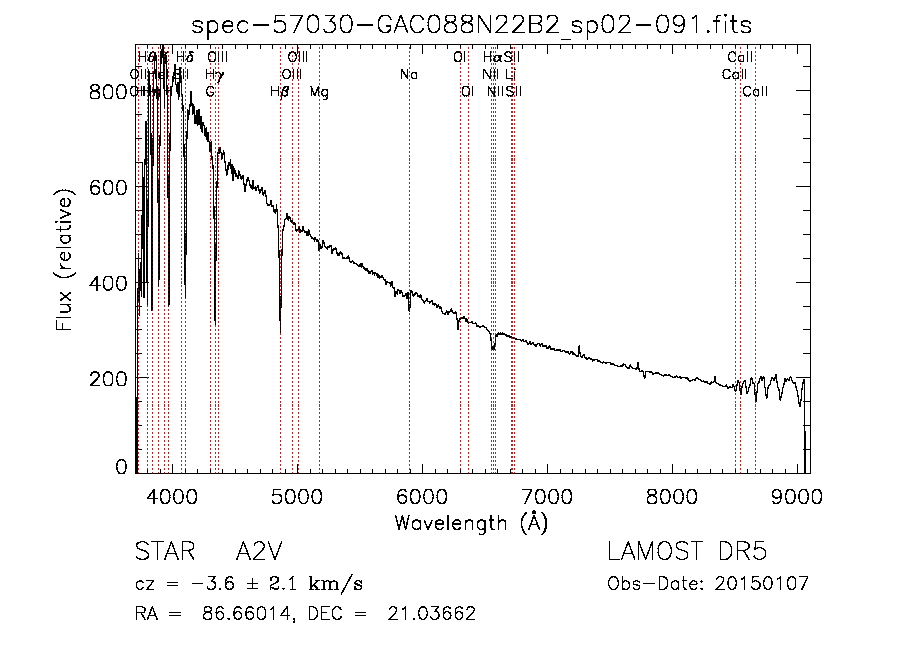 spec-57030-GAC088N22B2_sp02-091.fits
Hδ OIII OIII OI Hα SII CaII
Hγ OIII Na NII Li CaII
G Hβ Mg OI NII SII CaII
800
600
400
200
0
Flux (relative)
4000 5000 6000 7000 8000 9000
Wavelength (Å)
STAR A2V LAMOST DR5
cz = -3.6 ± 2.1 km/s Obs-Date: 20150107
RA = 86.66014, DEC = 21.03662